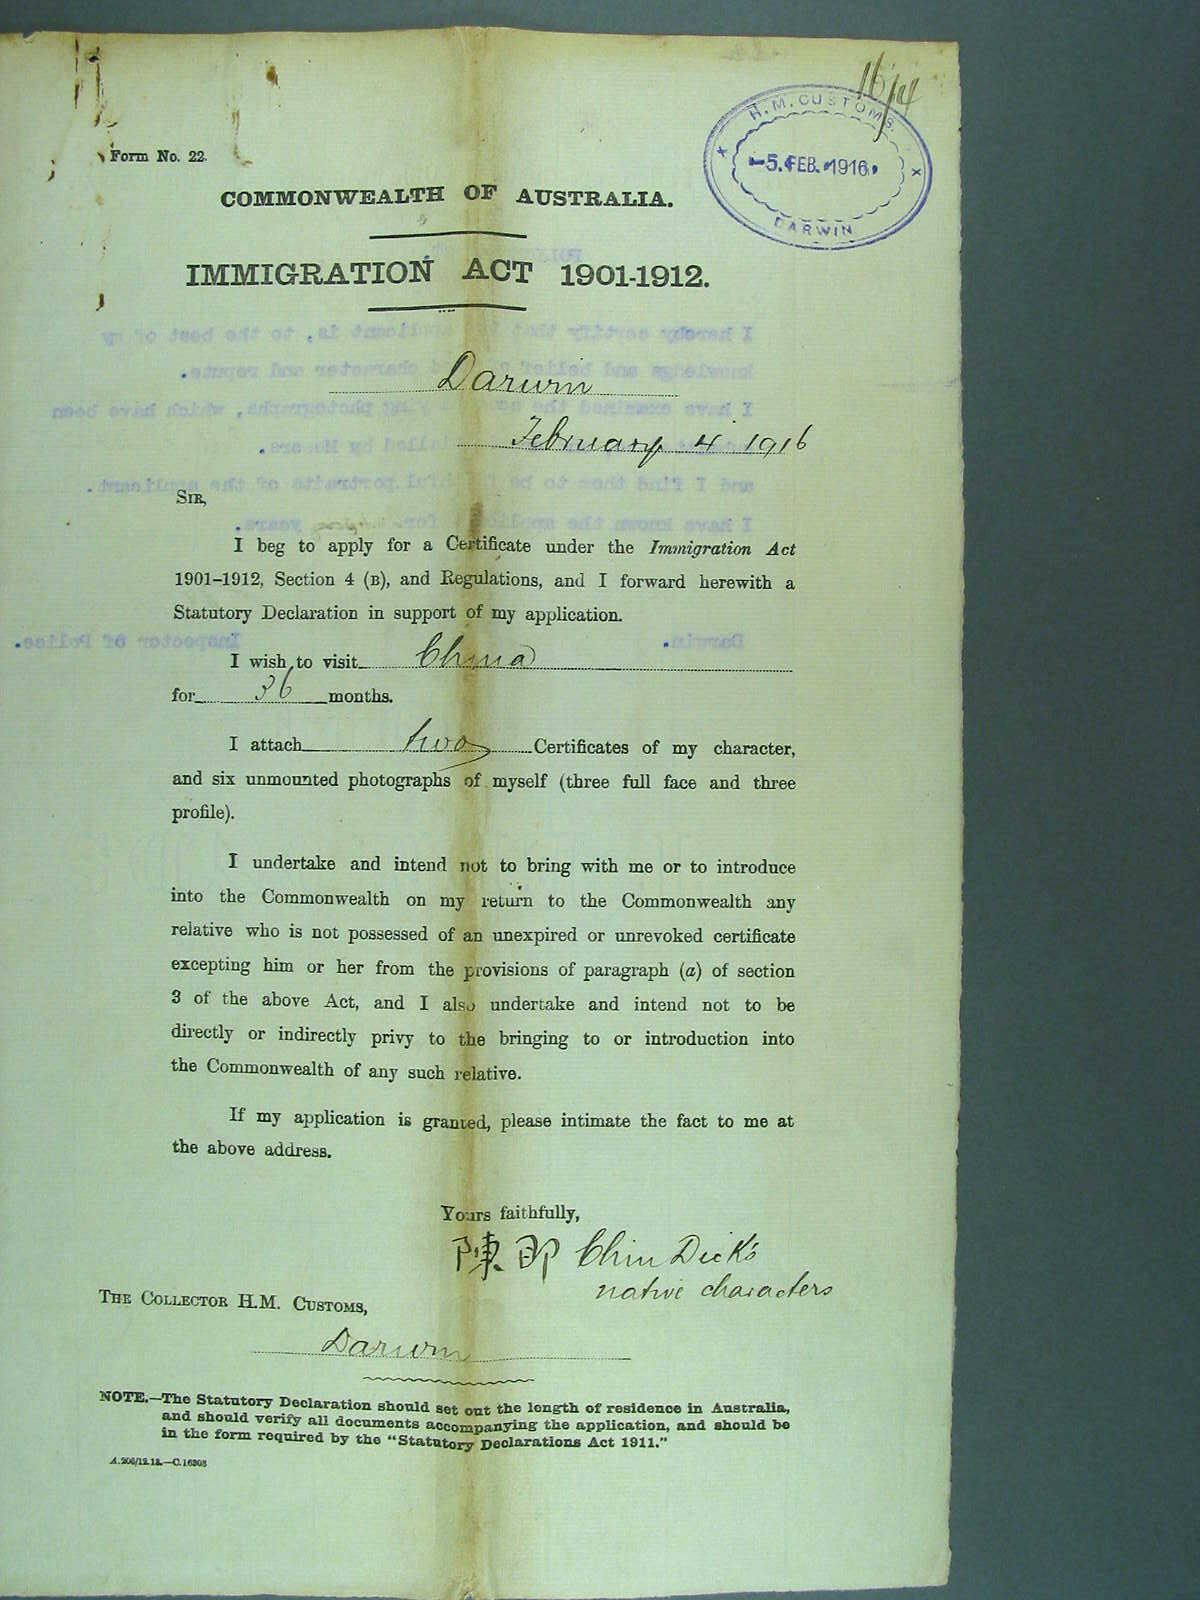 16/4
H. M. CUSTOMS.
-5. FEB. 1916
DARWIN
Form No. 22.
COMMONWEALTH OF AUSTRALIA.
IMMIGRATION ACT 1901-1912.
Darwin
February 4 1916
SIR,
I beg to apply for a Certificate under the Immigration Act
1901-1912, Section 4 (B), and Regulations, and I forward herewith a
Statutory Declaration in support of my application.
I wish to visit China
for 36 months.
I attach two Certificates of my character,
and six unmounted photographs of myself (three full face and three
profile).
I undertake and intend not to bring with me or to introduce
into the Commonwealth on my return to the Commonwealth any
relative who is not possessed of an unexpired or unrevoked certificate
excepting him or her from the provisions of paragraph (a) of section
3 of the above Act, and I also undertake and intend not to be
directly or indirectly privy to the bringing to or introduction into
the Commonwealth of any such relative.
If my application is granted, please intimate the fact to me at
the above address.
Yours faithfully,
陳 Chin Dick's
native characters
THE COLLECTOR H.M. CUSTOMS,
Darwin
NOTE.—The Statutory Declaration should set out the length of residence in Australia,
and should verify all documents accompanying the application, and should be
in the form required by the "Statutory Declarations Act 1911."